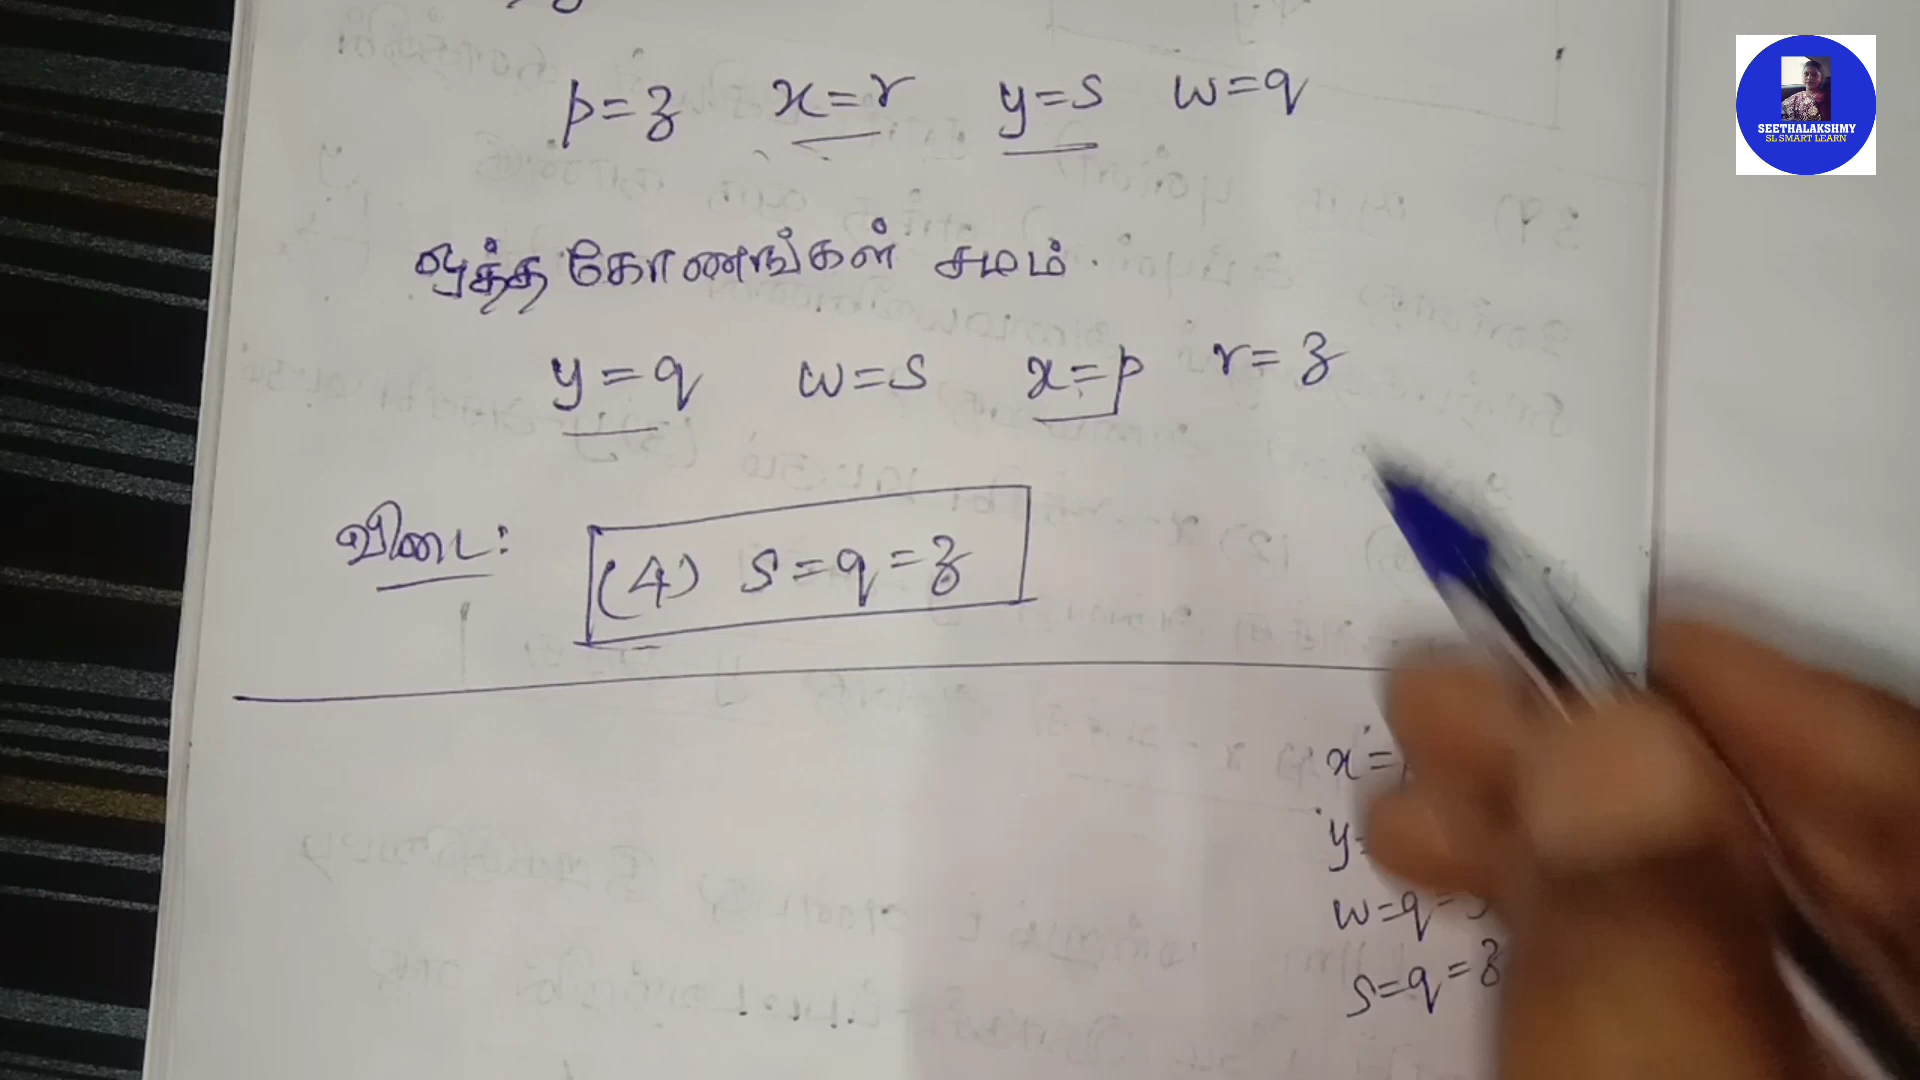 p=z x=r y=s w=q
SEETHALAKSHMY
SL SMART LEARN
ஒத்த கோணங்கள் சமம்.
y=q w=s x=p r=z
விடை:
(4) s=q=z
x=
y=
w=q=s
s=q=z